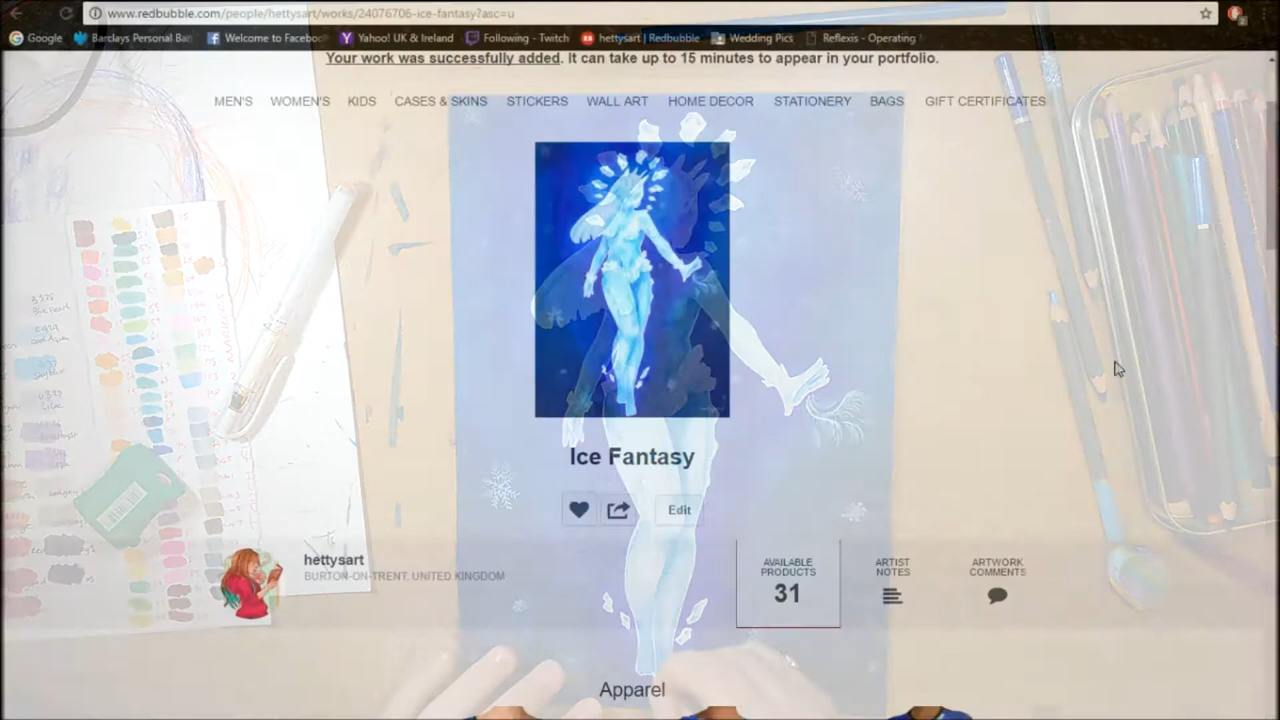 www.redbubble.com/people/hettysart/works/24076706-ice-fantasy?asc=u
Google Barclays Personal Ba Welcome to Faceboo Yahoo! UK & Ireland Following - Twitch hettysart | Redbubble Wedding Pics Reflexis - Operating
Your work was successfully added. It can take up to 15 minutes to appear in your portfolio.
MEN'S WOMEN'S KIDS CASES & SKINS STICKERS WALL ART HOME DECOR STATIONERY BAGS GIFT CERTIFICATES
Ice Fantasy
Edit
hettysart
BURTON-ON-TRENT, UNITED KINGDOM
AVAILABLE PRODUCTS
31
ARTIST NOTES
ARTWORK COMMENTS
Apparel